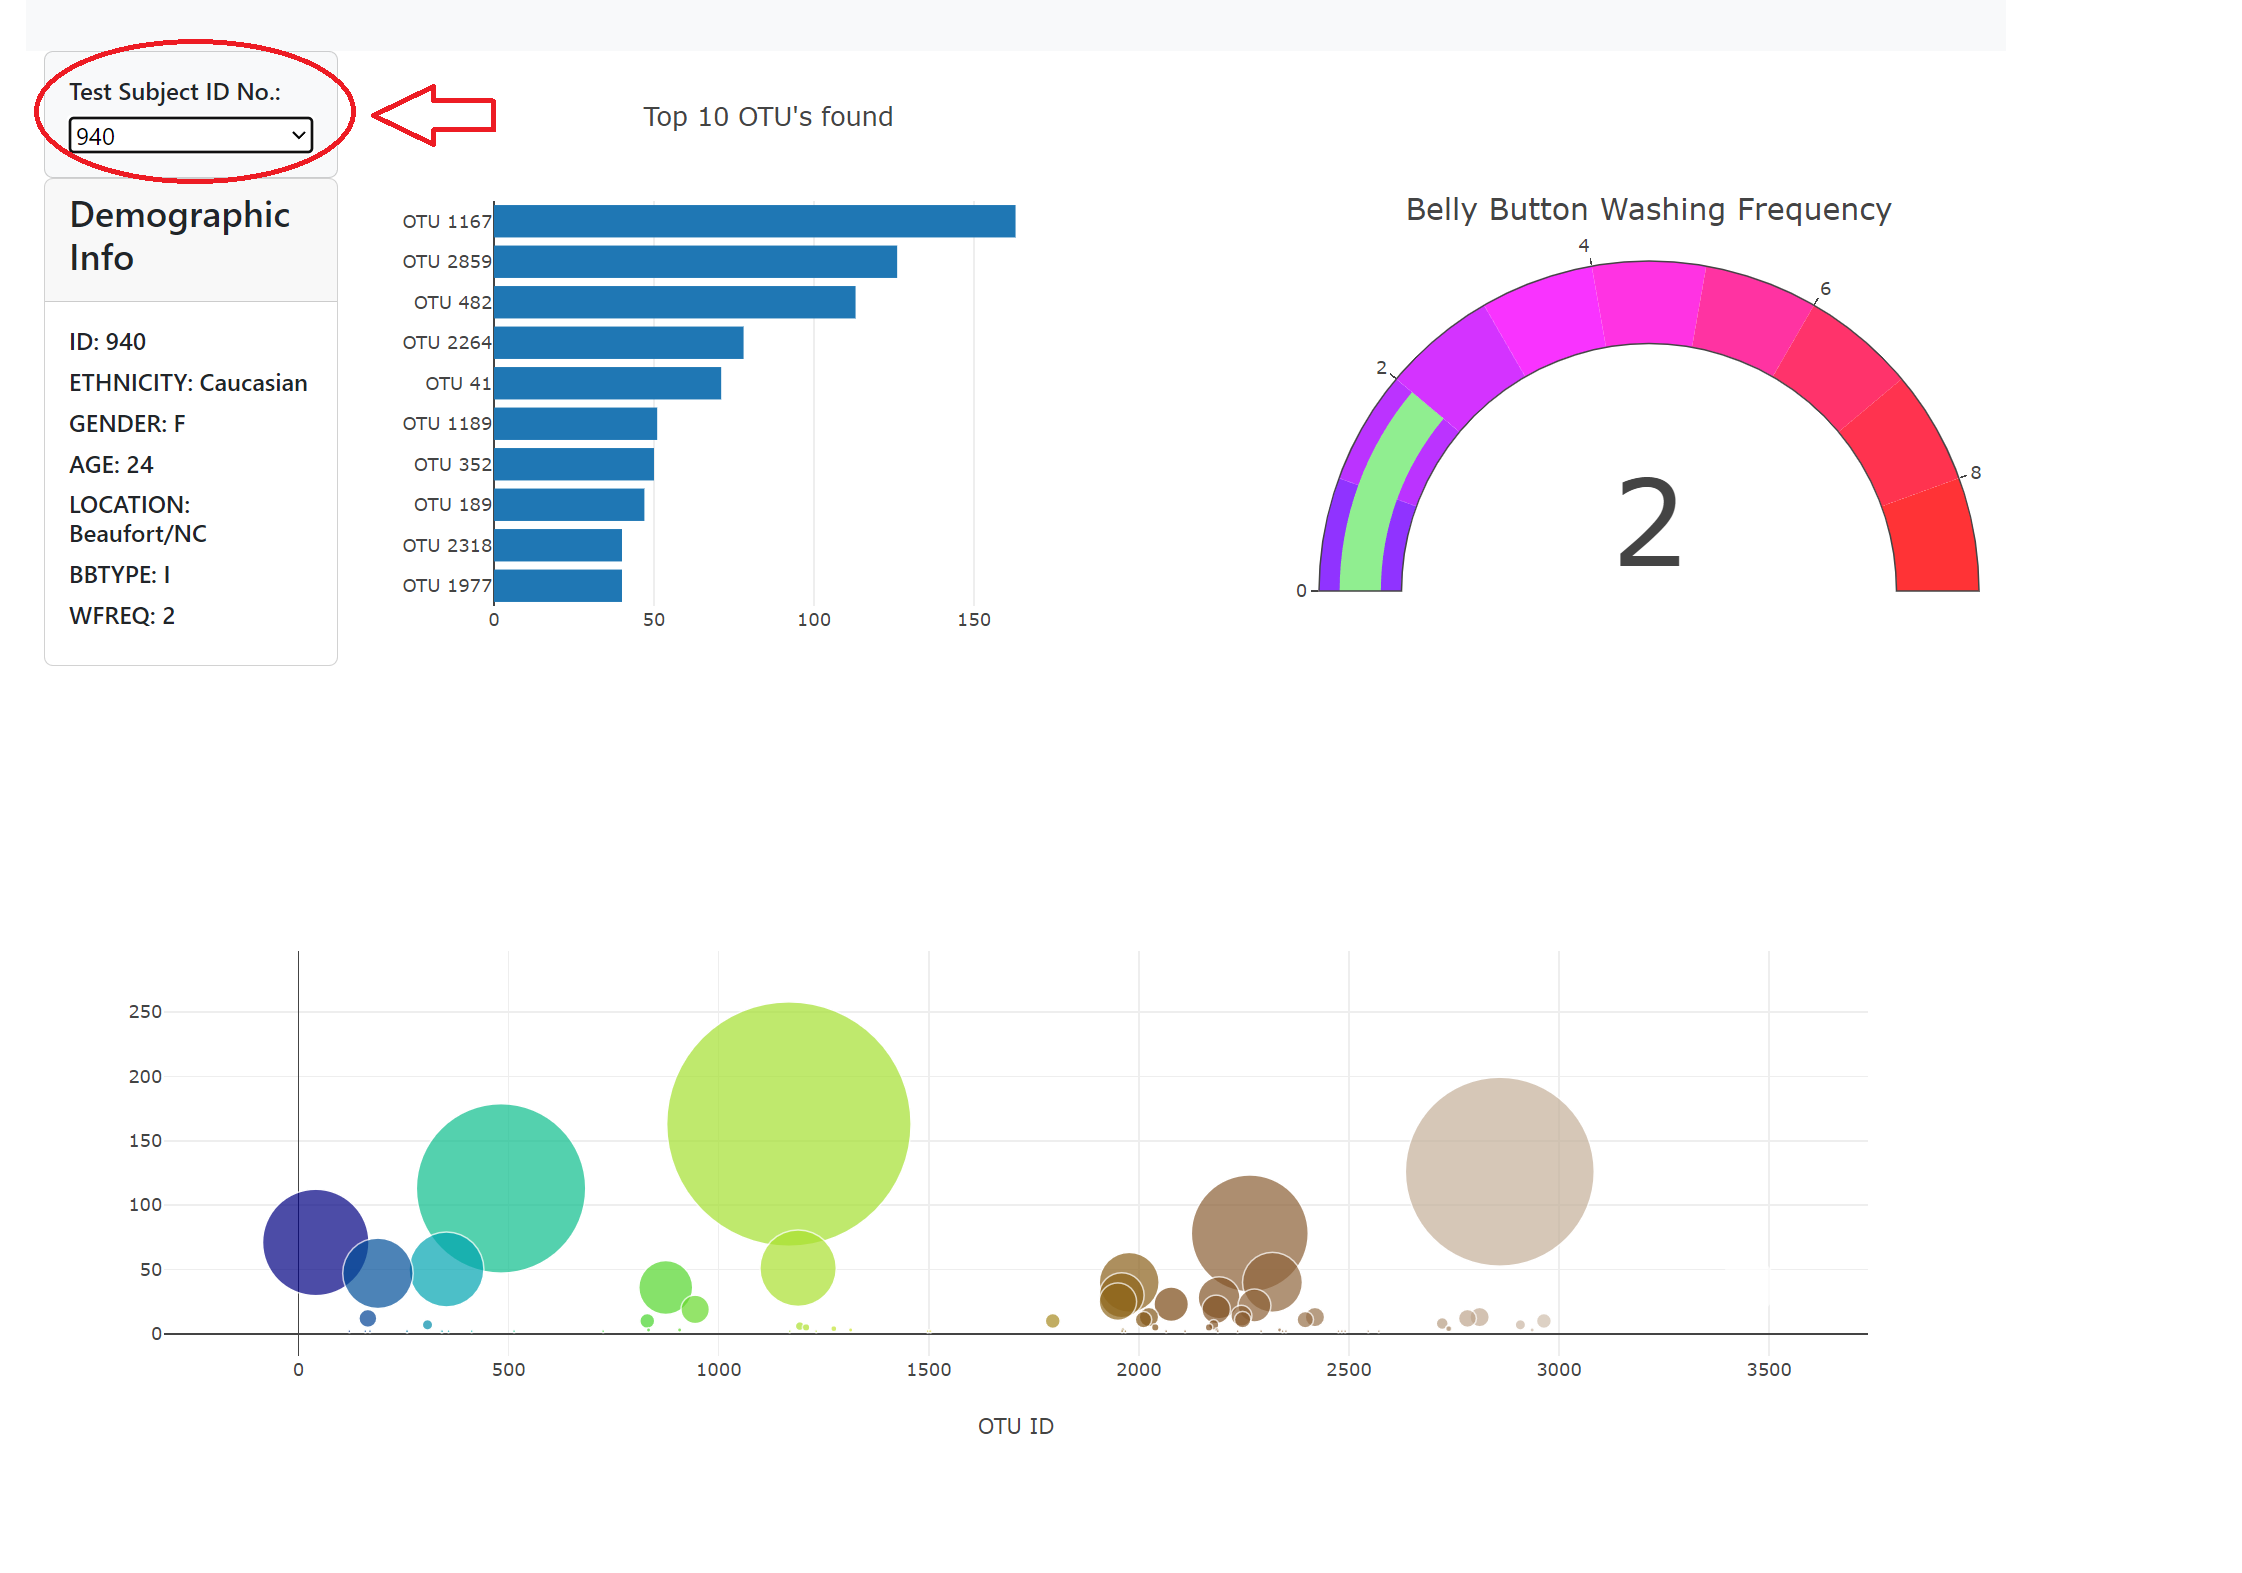 Test Subject ID No.:
940
Demographic
Info
ID: 940
ETHNICITY: Caucasian
GENDER: F
AGE: 24
LOCATION:
Beaufort/NC
BBTYPE: I
WFREQ: 2
Top 10 OTU's found
OTU 1167
OTU 2859
OTU 482
OTU 2264
OTU 41
OTU 1189
OTU 352
OTU 189
OTU 2318
OTU 1977
0 50 100 150
Belly Button Washing Frequency
0
2
4
6
8
2
250
200
150
100
50
0
0 500 1000 1500 2000 2500 3000 3500
OTU ID